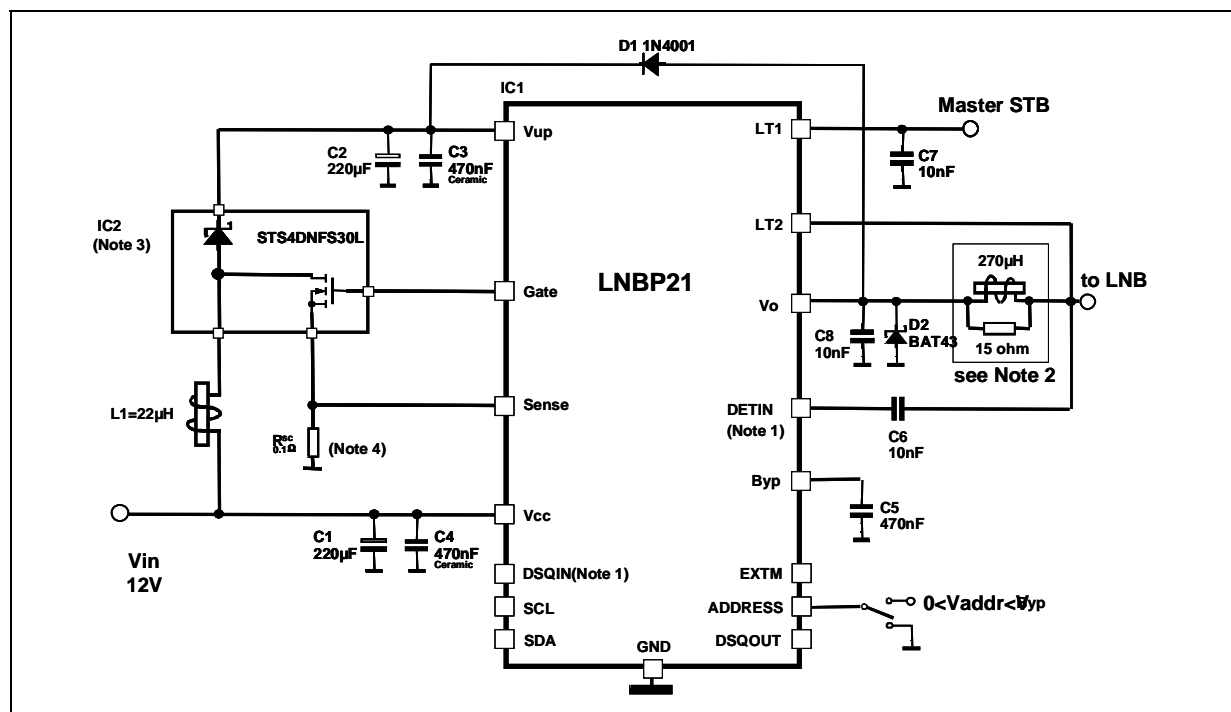 D1 1N4001
IC1
Master STB
Vup
LT1
C2
220µF
C3
470nF
Ceramic
C7
10nF
IC2
(Note 3)
STS4DNFS30L
LT2
270µH
LNBP21
to LNB
Gate
Vo
C8
10nF
D2
BAT43
15 ohm
see Note 2
L1=22µH
Sense
DETIN
(Note 1)
Rsc
0.1Ω
(Note 4)
C6
10nF
Byp
C5
470nF
Vcc
C1
220µF
C4
470nF
Ceramic
Vin
12V
DSQIN(Note 1)
EXTM
SCL
ADDRESS
0<Vaddr<VByp
SDA
DSQOUT
GND